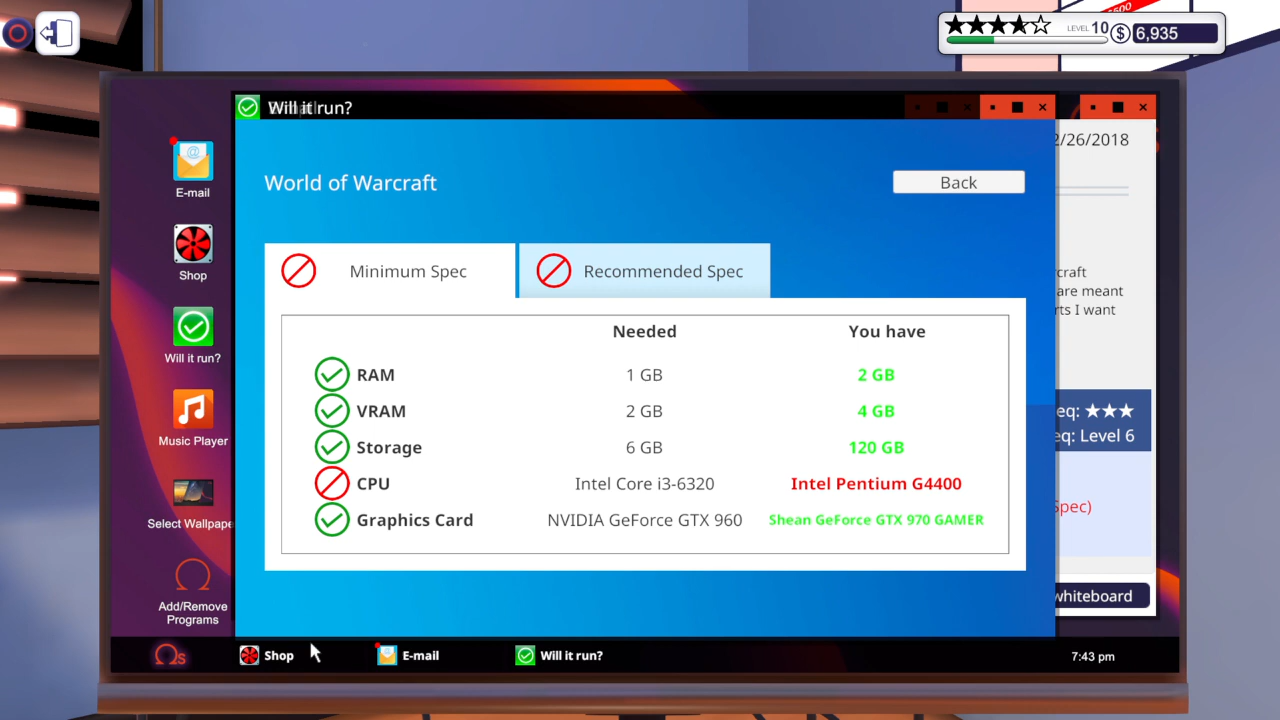 500
LEVEL 10
$ 6,935
Will it run?
2/26/2018
E-mail
World of Warcraft
Back
Shop
Minimum Spec
Recommended Spec
rcraft
are meant
rts I want
Needed
You have
Will it run?
RAM
1 GB
2 GB
VRAM
2 GB
4 GB
eq: ★★★
Music Player
Storage
6 GB
120 GB
eq: Level 6
CPU
Intel Core i3-6320
Intel Pentium G4400
Graphics Card
NVIDIA GeForce GTX 960
Shean GeForce GTX 970 GAMER
Spec)
Select Wallpape
Add/Remove
Programs
whiteboard
Ωs
Shop
E-mail
Will it run?
7:43 pm